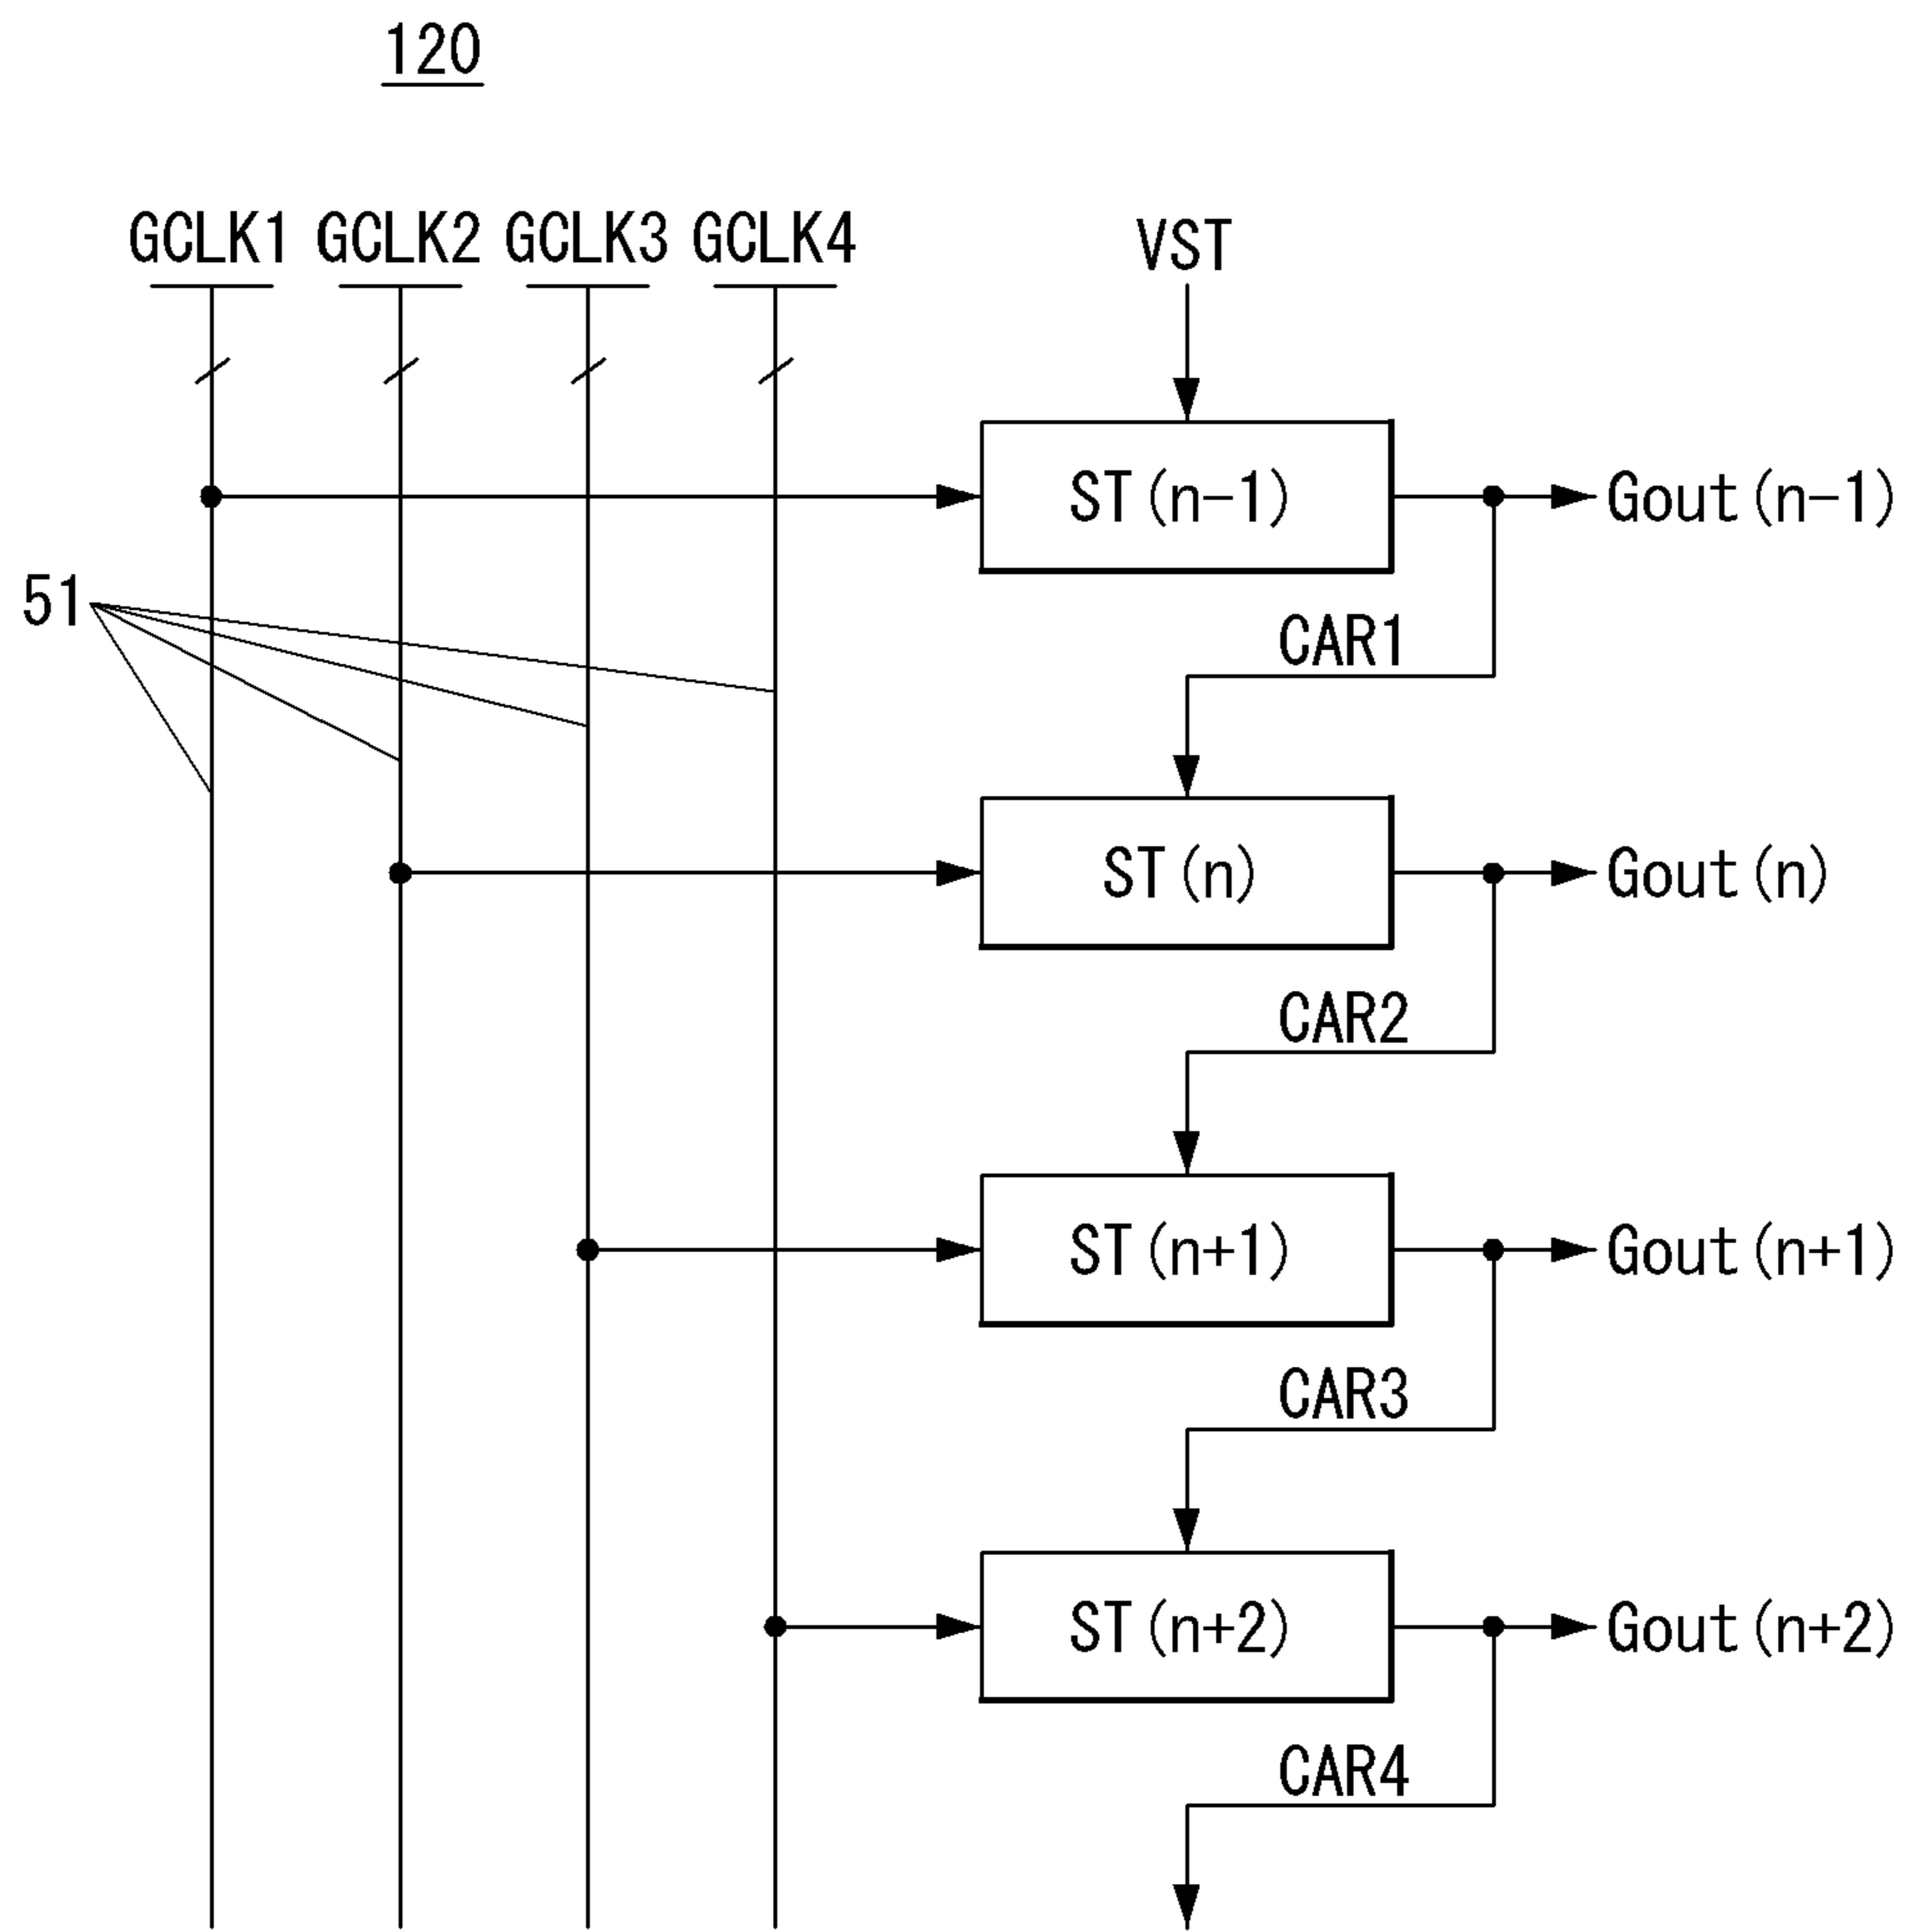 120
GCLK1 GCLK2 GCLK3 GCLK4 VST
ST(n-1) Gout(n-1)
51
CAR1
ST(n) Gout(n)
CAR2
ST(n+1) Gout(n+1)
CAR3
ST(n+2) Gout(n+2)
CAR4